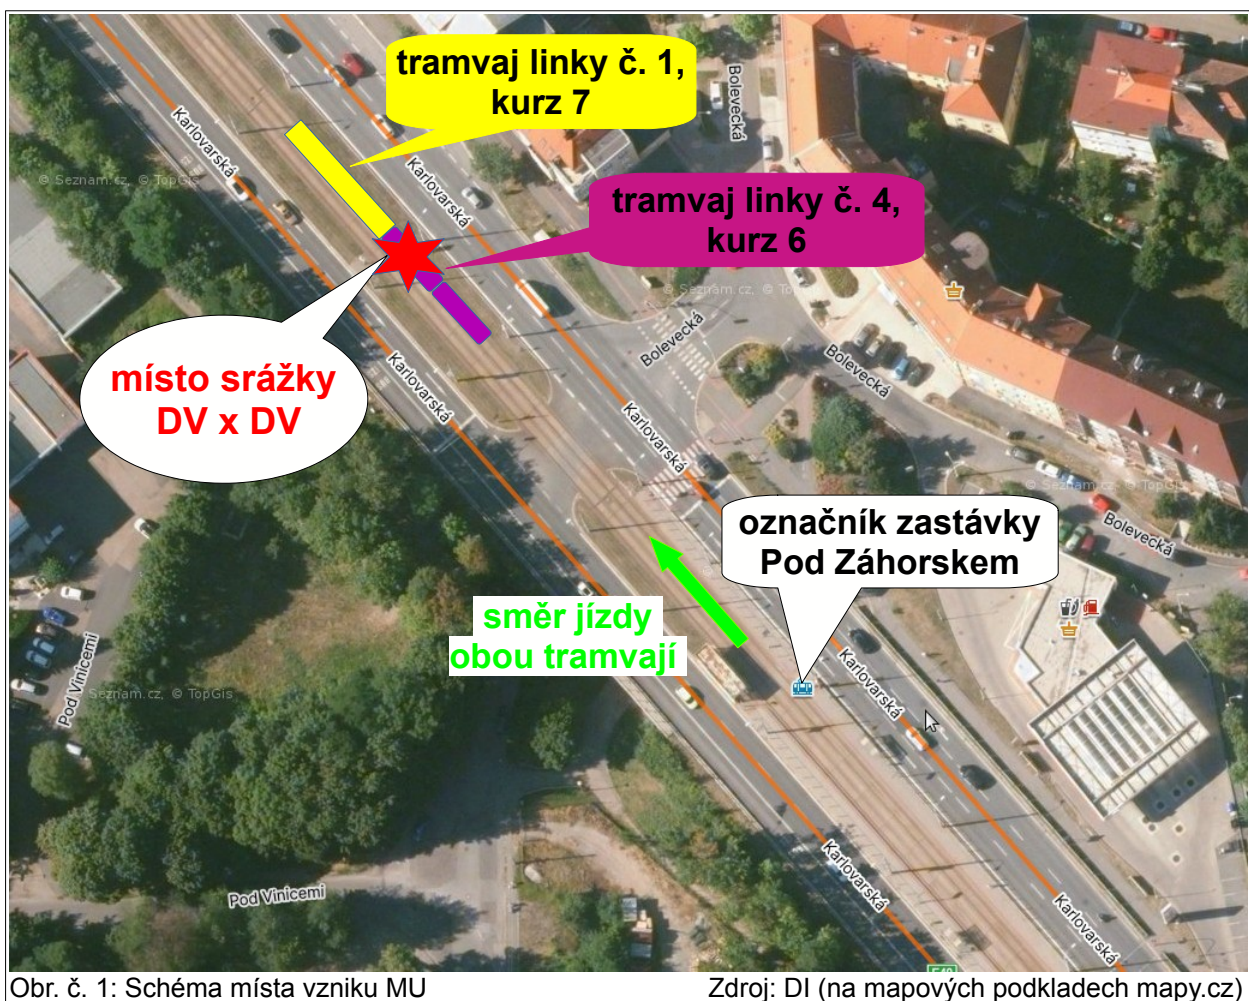 tramvaj linky č. 1,
kurz 7
tramvaj linky č. 4,
kurz 6
místo srážky
DV x DV
označník zastávky
Pod Záhorskem
směr jízdy
obou tramvají
Karlovarská
Karlovarská
Karlovarská
Karlovarská
Karlovarská
Karlovarská
Karlovarská
Bolevecká
Bolevecká
Bolevecká
Bolevecká
Pod Vinicemi
Pod Vinicemi
© Seznam.cz, © TopGis
© Seznam.cz, © Top
© Seznam.cz, © TopGis
Seznam.cz, © TopGis
Obr. č. 1: Schéma místa vzniku MU
Zdroj: DI (na mapových podkladech mapy.cz)